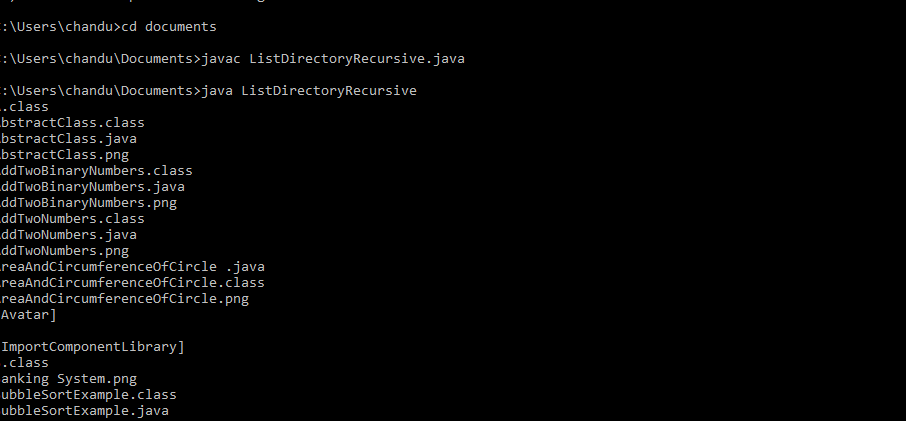 :\Users\chandu>cd documents
:\Users\chandu\Documents>javac ListDirectoryRecursive.java
:\Users\chandu\Documents>java ListDirectoryRecursive
.class
bstractClass.class
bstractClass.java
bstractClass.png
ddTwoBinaryNumbers.class
ddTwoBinaryNumbers.java
ddTwoBinaryNumbers.png
ddTwoNumbers.class
ddTwoNumbers.java
ddTwoNumbers.png
reaAndCircumferenceOfCircle .java
reaAndCircumferenceOfCircle.class
reaAndCircumferenceOfCircle.png
Avatar]
ImportComponentLibrary]
.class
anking System.png
ubbleSortExample.class
ubbleSortExample.java